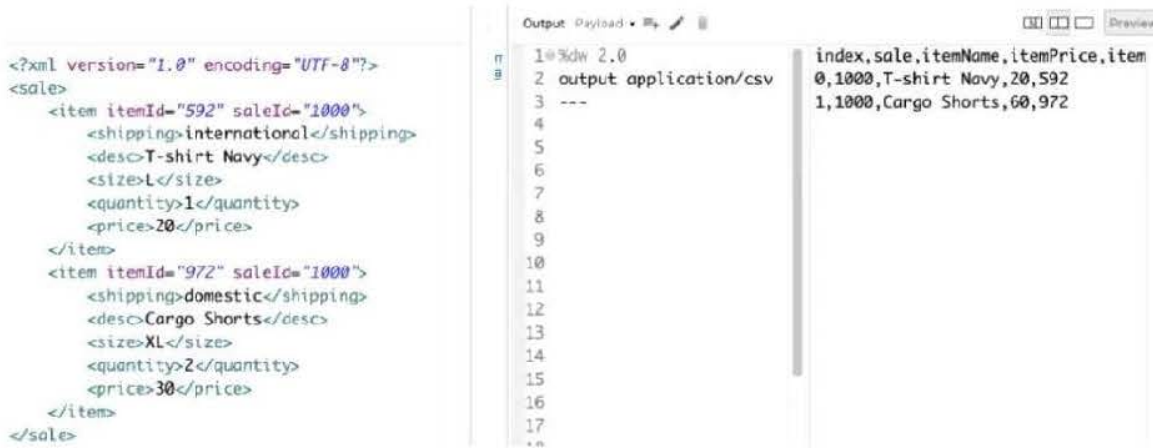 <?xml version="1.0" encoding="UTF-8"?>
<sale>
<item itemId="592" saleId="1000">
<shipping>international</shipping>
<desc>T-shirt Navy</desc>
<size>L</size>
<quantity>1</quantity>
<price>20</price>
</item>
<item itemId="972" saleId="1000">
<shipping>domestic</shipping>
<desc>Cargo Shorts</desc>
<size>XL</size>
<quantity>2</quantity>
<price>30</price>
</item>
</sale>
Output Payload
Preview
1 %dw 2.0
2 output application/csv
3 ---
4
5
6
7
8
9
10
11
12
13
14
15
16
17
index,sale,itemName,itemPrice,item
0,1000,T-shirt Navy,20,592
1,1000,Cargo Shorts,60,972